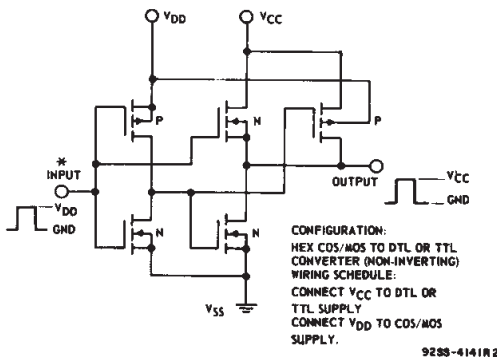 VDD
VCC
P
N
P
*
INPUT
VDD
GND
OUTPUT
VCC
GND
N
N
VSS
CONFIGURATION:
HEX COS/MOS TO DTL OR TTL
CONVERTER (NON-INVERTING)
WIRING SCHEDULE:
CONNECT VCC TO DTL OR
TTL SUPPLY
CONNECT VDD TO COS/MOS
SUPPLY.
92SS-4141R2